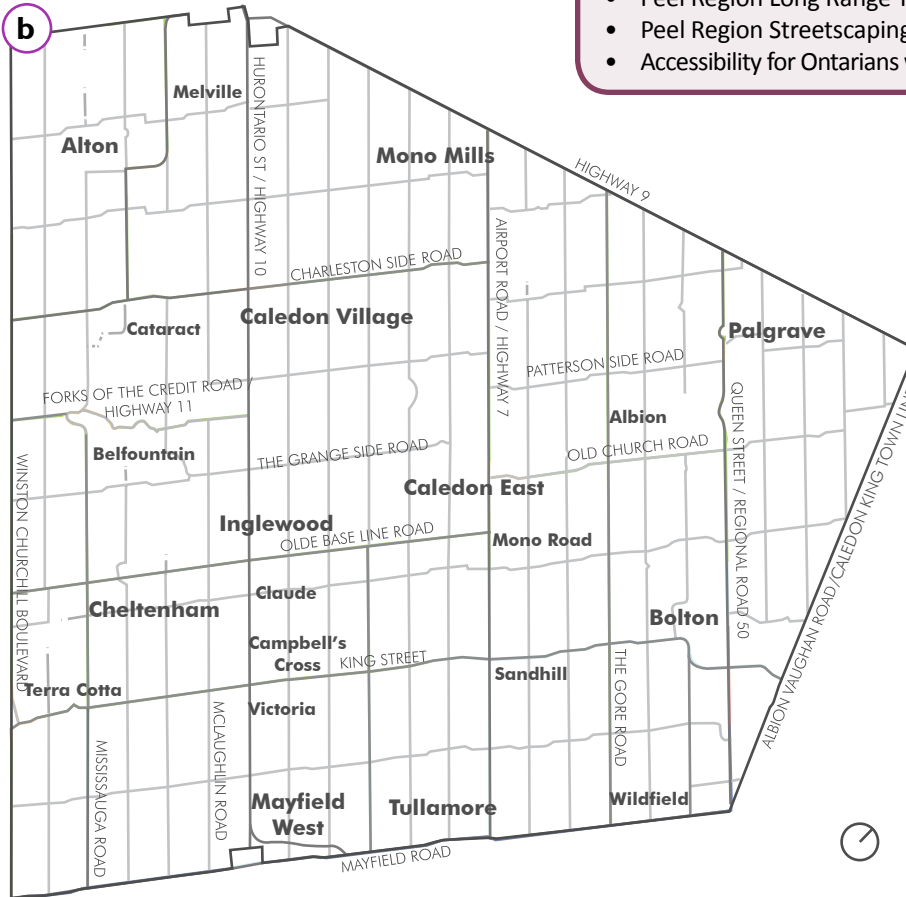 b
Peel Region Long Range
• Peel Region Streetscaping
• Accessibility for Ontarians
Melville
Alton
HURONTARIO ST / HIGHWAY 10
Mono Mills
HIGHWAY 9
AIRPORT ROAD / HIGHWAY 7
CHARLESTON SIDE ROAD
Caledon Village
Cataract
Palgrave
PATTERSON SIDE ROAD
FORKS OF THE CREDIT ROAD /
HIGHWAY 11
QUEEN STREET / REGIONAL ROAD 50
Albion
OLD CHURCH ROAD
Belfountain
THE GRANGE SIDE ROAD
WINSTON CHURCHILL BOULEVARD
Caledon East
Inglewood
OLDE BASE LINE ROAD
Mono Road
ALBION VAUGHAN ROAD/CALEDON KING TOWN
Claude
Cheltenham
Bolton
Campbell's
Cross
KING STREET
THE GORE ROAD
Sandhill
Terra Cotta
Victoria
MCLAUGHLIN ROAD
MISSISSAUGA ROAD
Mayfield
West
Tullamore
Wildfield
MAYFIELD ROAD